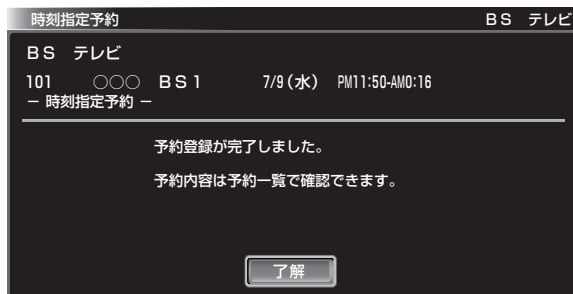 時刻指定予約 BS テレビ
BS テレビ
101 ○○○ BS1 7/9(水) PM11:50-AM0:16
− 時刻指定予約 −
予約登録が完了しました。
予約内容は予約一覧で確認できます。
了解